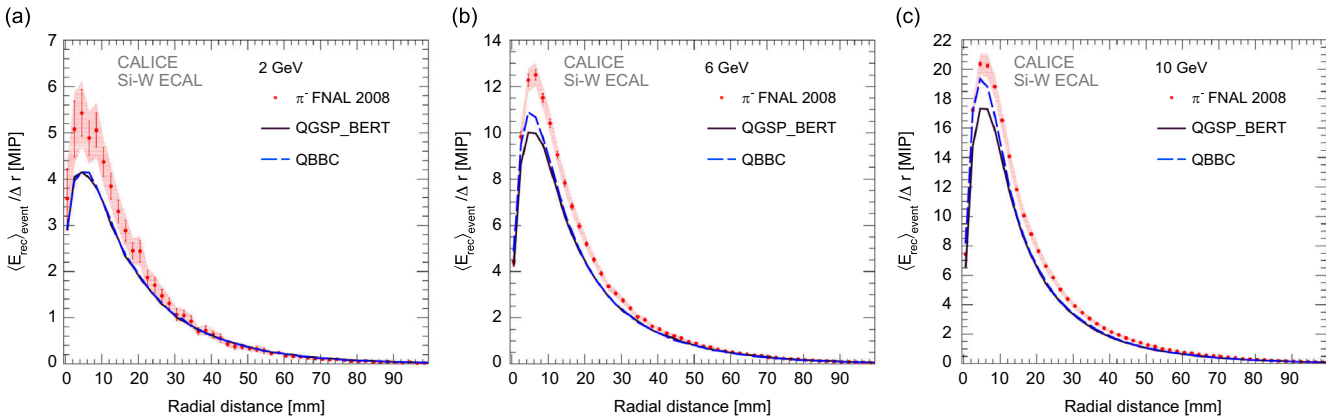 (a)
7
6
5
4
3
2
1
0
⟨E_rec⟩_event /Δ r [MIP]
CALICE
Si-W ECAL
2 GeV
π⁻ FNAL 2008
QGSP_BERT
QBBC
0 10 20 30 40 50 60 70 80 90
Radial distance [mm]
(b)
14
12
10
8
6
4
2
0
⟨E_rec⟩_event /Δ r [MIP]
CALICE
Si-W ECAL
6 GeV
π⁻ FNAL 2008
QGSP_BERT
QBBC
0 10 20 30 40 50 60 70 80 90
Radial distance [mm]
(c)
22
20
18
16
14
12
10
8
6
4
2
0
⟨E_rec⟩_event /Δ r [MIP]
CALICE
Si-W ECAL
10 GeV
π⁻ FNAL 2008
QGSP_BERT
QBBC
0 10 20 30 40 50 60 70 80 90
Radial distance [mm]